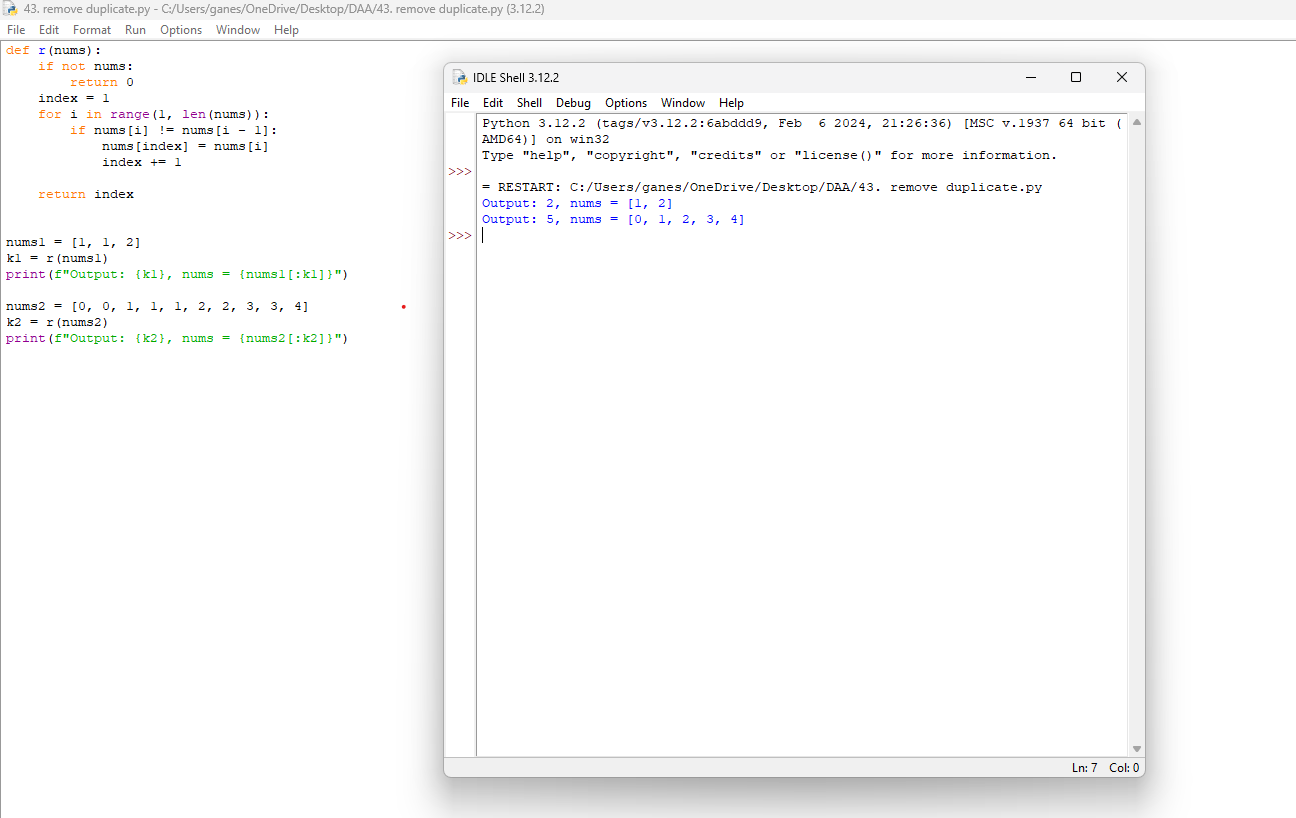 43. remove duplicate.py - C:/Users/ganes/OneDrive/Desktop/DAA/43. remove duplicate.py (3.12.2)
File Edit Format Run Options Window Help
def r(nums):
    if not nums:
        return 0
    index = 1
    for i in range(1, len(nums)):
        if nums[i] != nums[i - 1]:
            nums[index] = nums[i]
            index += 1
    return index
nums1 = [1, 1, 2]
k1 = r(nums1)
print(f"Output: {k1}, nums = {nums1[:k1]}")
nums2 = [0, 0, 1, 1, 1, 2, 2, 3, 3, 4]
k2 = r(nums2)
print(f"Output: {k2}, nums = {nums2[:k2]}")
IDLE Shell 3.12.2
File Edit Shell Debug Options Window Help
Python 3.12.2 (tags/v3.12.2:6abddd9, Feb  6 2024, 21:26:36) [MSC v.1937 64 bit (
AMD64)] on win32
Type "help", "copyright", "credits" or "license()" for more information.
>>>
= RESTART: C:/Users/ganes/OneDrive/Desktop/DAA/43. remove duplicate.py
Output: 2, nums = [1, 2]
Output: 5, nums = [0, 1, 2, 3, 4]
>>>
Ln: 7 Col: 0